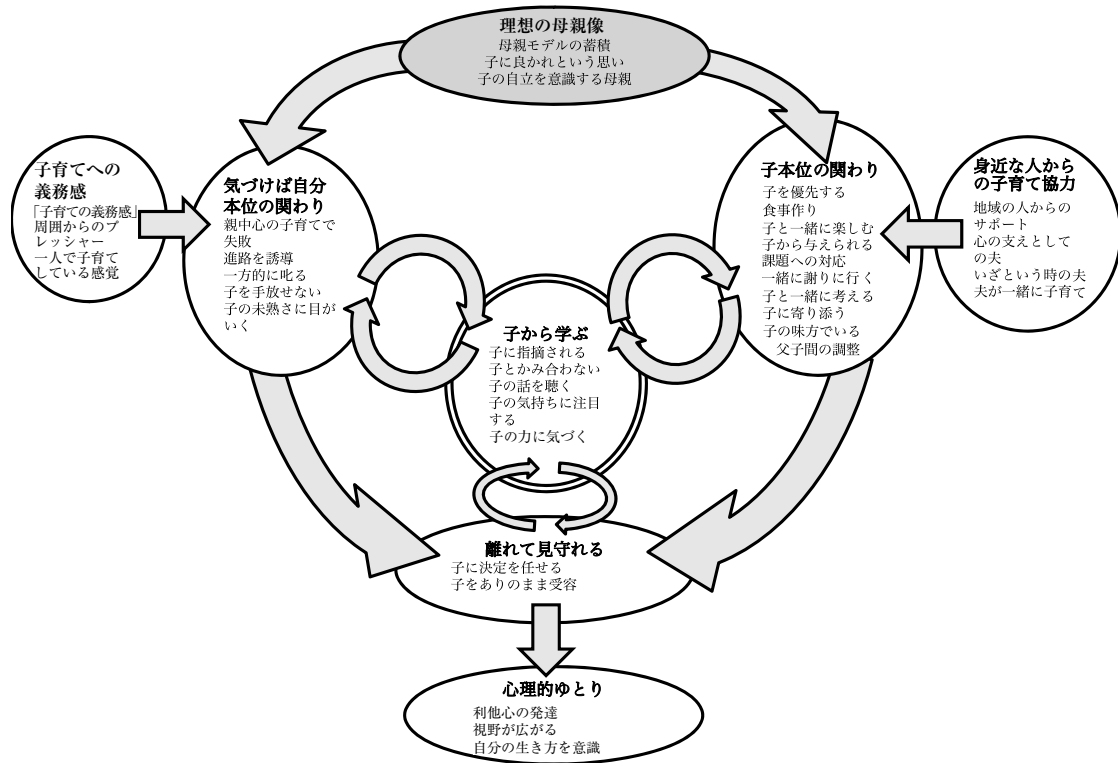 理想の母親像
母親モデルの蓄積
子に良かれという思い
子の自立を意識する母親
子育てへの
義務感
「子育ての義務感」
周囲からのプ
レッシャー
一人で子育て
している感覚
気づけば自分
本位の関わり
親中心の子育てで
失敗
進路を誘導
一方的に叱る
子を手放せない
子の未熟さに目が
いく
子から学ぶ
子に指摘される
子とかみ合わない
子の話を聴く
子の気持ちに注目
する
子の力に気づく
子本位の関わり
子を優先する
食事作り
子と一緒に楽しむ
子から与えられる
課題への対応
一緒に謝りに行く
子と一緒に考える
子に寄り添う
子の味方でいる
父子間の調整
身近な人から
の子育て協力
地域の人からの
サポート
心の支えとして
の夫
いざという時の夫
夫が一緒に子育て
離れて見守れる
子に決定を任せる
子をありのまま受容
心理的ゆとり
利他心の発達
視野が広がる
自分の生き方を意識